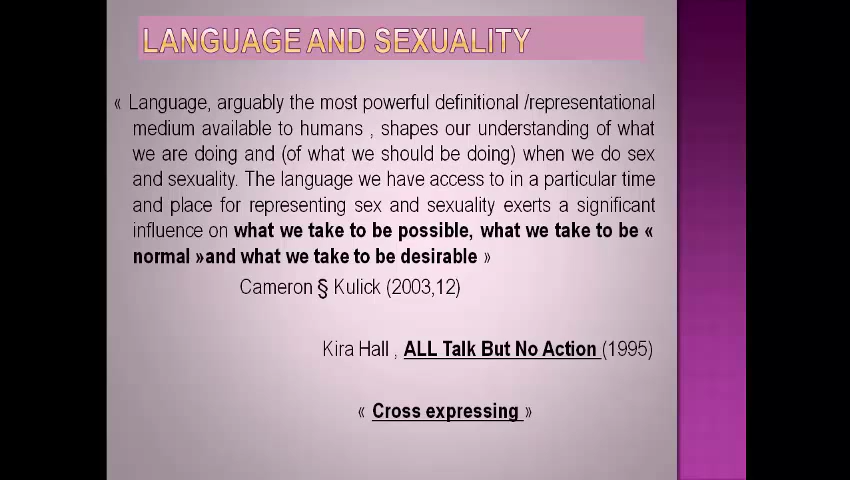 LANGUAGE AND SEXUALITY
« Language, arguably the most powerful definitional /representational
medium available to humans , shapes our understanding of what
we are doing and (of what we should be doing) when we do sex
and sexuality. The language we have access to in a particular time
and place for representing sex and sexuality exerts a significant
influence on what we take to be possible, what we take to be «
normal »and what we take to be desirable »
Cameron § Kulick (2003,12)
Kira Hall , ALL Talk But No Action (1995)
« Cross expressing »